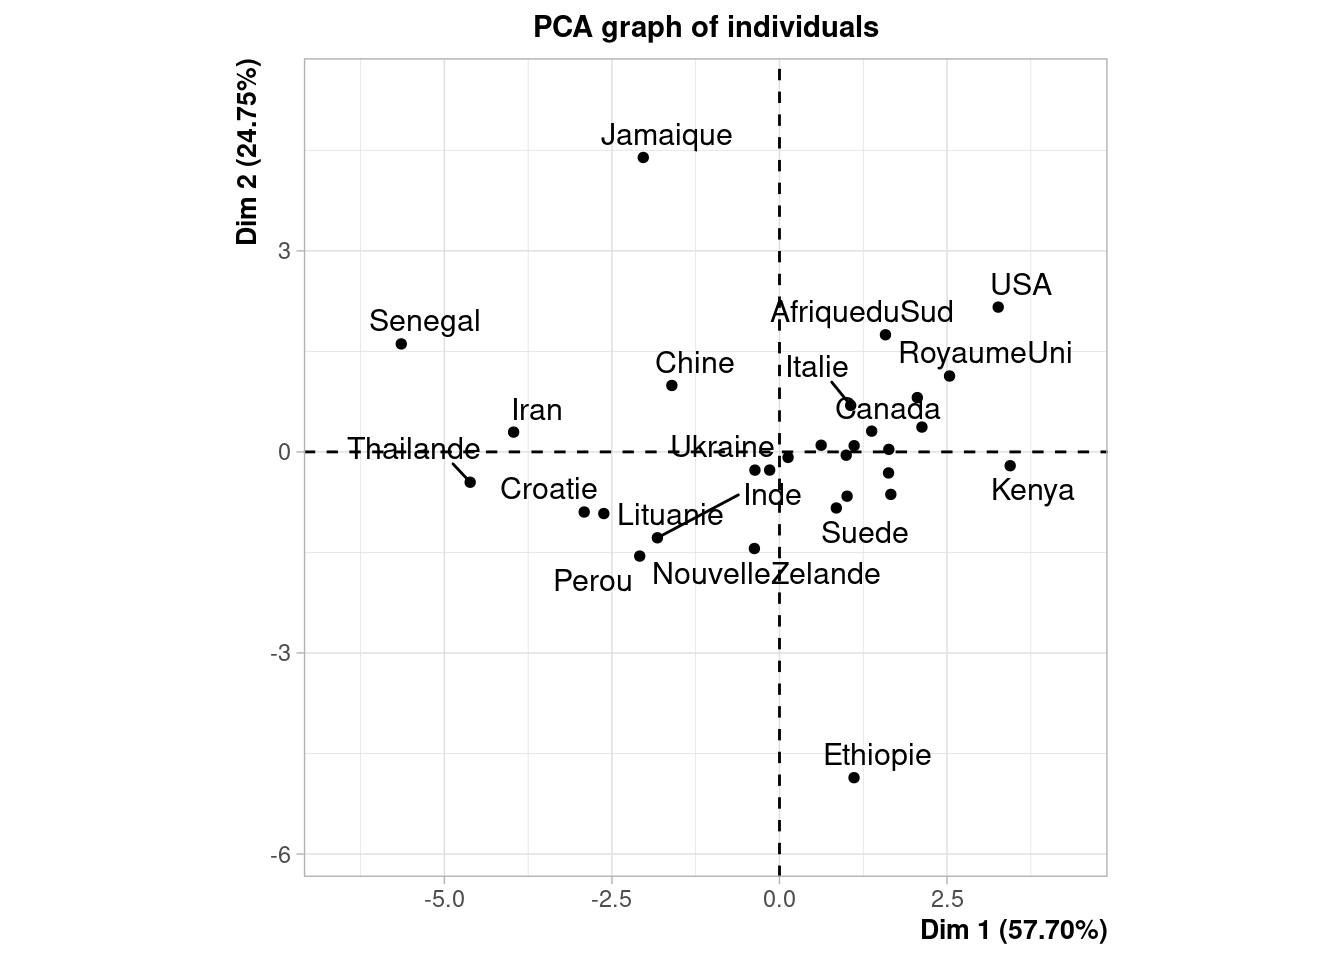 PCA graph of individuals
Dim 2 (24.75%)
Jamaique
3
USA
AfriqueduSud
Senegal
RoyaumeUni
Chine
Italie
Iran
Canada
0
Thailande
Ukraine
Croatie
Inde
Kenya
Lituanie
Suede
Perou
NouvelleZelande
-3
Ethiopie
-6
-5.0
-2.5
0.0
2.5
Dim 1 (57.70%)